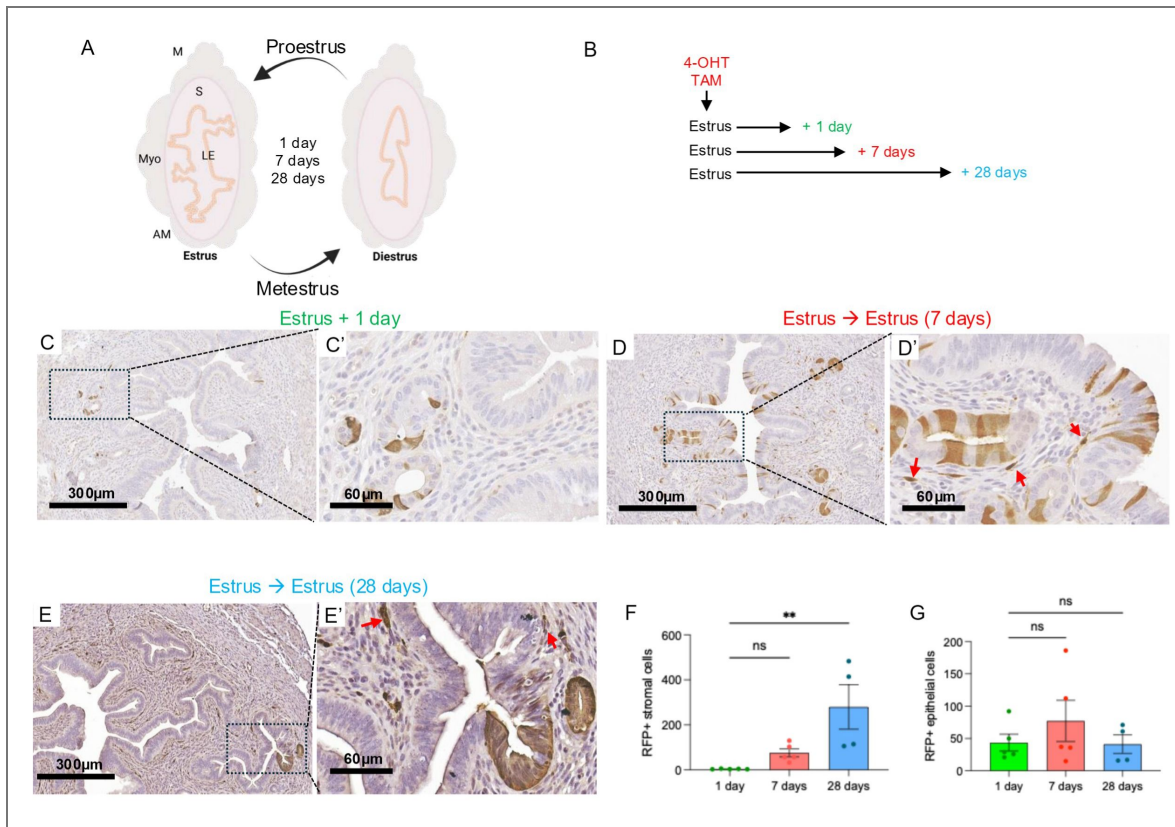 A
M
Proestrus
S
Myo
LE
1 day
7 days
28 days
AM
Estrus
Diestrus
Metestrus
B
4-OHT
TAM
Estrus
+ 1 day
Estrus
+ 7 days
Estrus
+ 28 days
Estrus + 1 day
C
300µm
C'
60µm
Estrus → Estrus (7 days)
D
300µm
D'
60µm
Estrus → Estrus (28 days)
E
300µm
E'
60µm
F
**
ns
RFP+ stromal cells
600
400
200
0
1 day
7 days
28 days
G
ns
ns
RFP+ epithelial cells
200
150
100
50
0
1 day
7 days
28 days